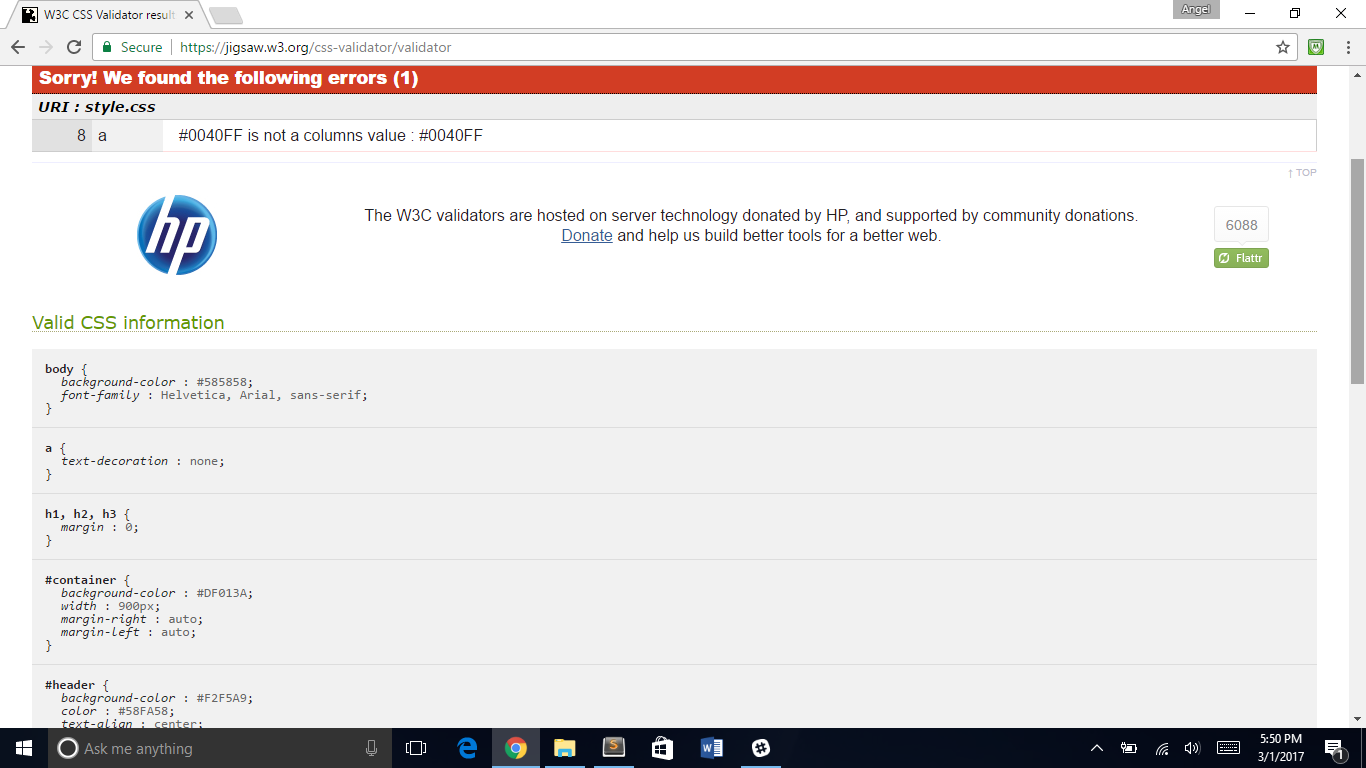 W3C CSS Validator result
Angel
Secure https://jigsaw.w3.org/css-validator/validator
Sorry! We found the following errors (1)
URI : style.css
8 a #0040FF is not a columns value : #0040FF
↑ TOP
hp
The W3C validators are hosted on server technology donated by HP, and supported by community donations.
Donate and help us build better tools for a better web.
6088
Flattr
Valid CSS information
body {
background-color : #585858;
font-family : Helvetica, Arial, sans-serif;
}
a {
text-decoration : none;
}
h1, h2, h3 {
margin : 0;
}
#container {
background-color : #DF013A;
width : 900px;
margin-right : auto;
margin-left : auto;
}
#header {
background-color : #F2F5A9;
color : #58FA58;
text-align : center;
Ask me anything
5:50 PM
3/1/2017
1